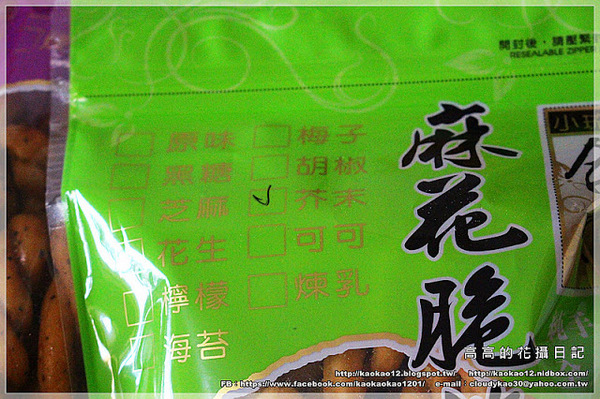 開封後，請壓緊
RESEALABLE ZIPPER
原味 梅子
黑糖 胡椒
芝麻 芥末
花生 可可
檸檬 煉乳
海苔
麻花脆
小琉
高高的花攝日記
http://kaokao12.blogspot.tw/ http://kaokao12.nidbox.com/
FB：https://www.facebook.com/kaokaokao1201/ e-mail：cloudykao30@yahoo.com.tw